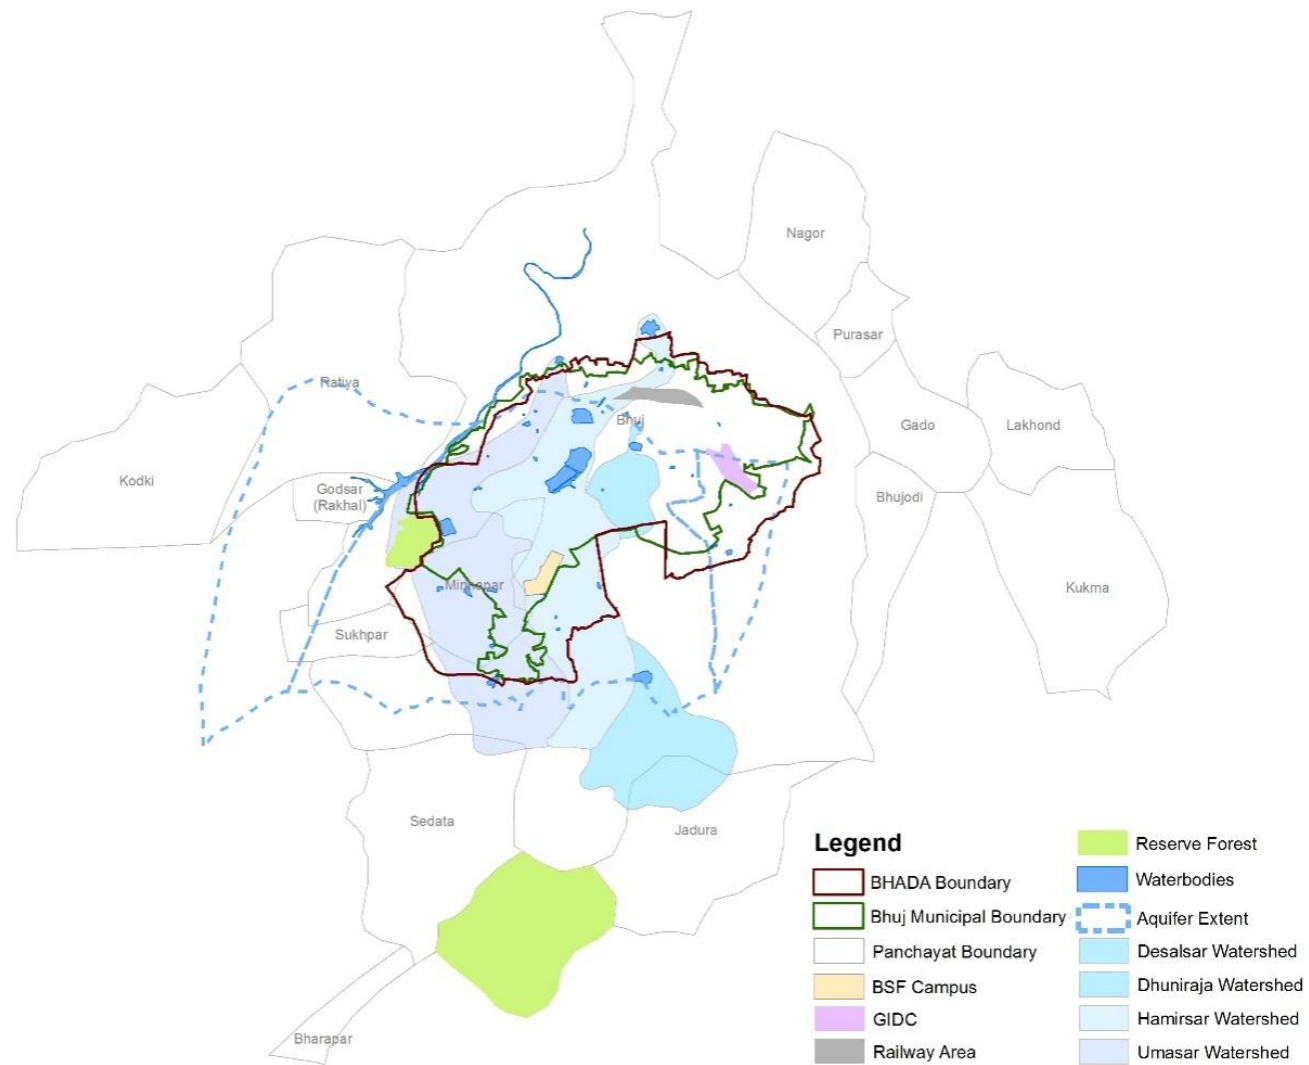 Nagor
Purasar
Ratiya
Bhuj
Gado
Lakhond
Kodki
Godsar
(Rakhal)
Bhujodi
Mirjhapar
Kukma
Sukhpar
Sedata
Jadura
Bharapar
Legend
BHADA Boundary
Bhuj Municipal Boundary
Panchayat Boundary
BSF Campus
GIDC
Railway Area
Reserve Forest
Waterbodies
Aquifer Extent
Desalsar Watershed
Dhuniraja Watershed
Hamirsar Watershed
Umasar Watershed